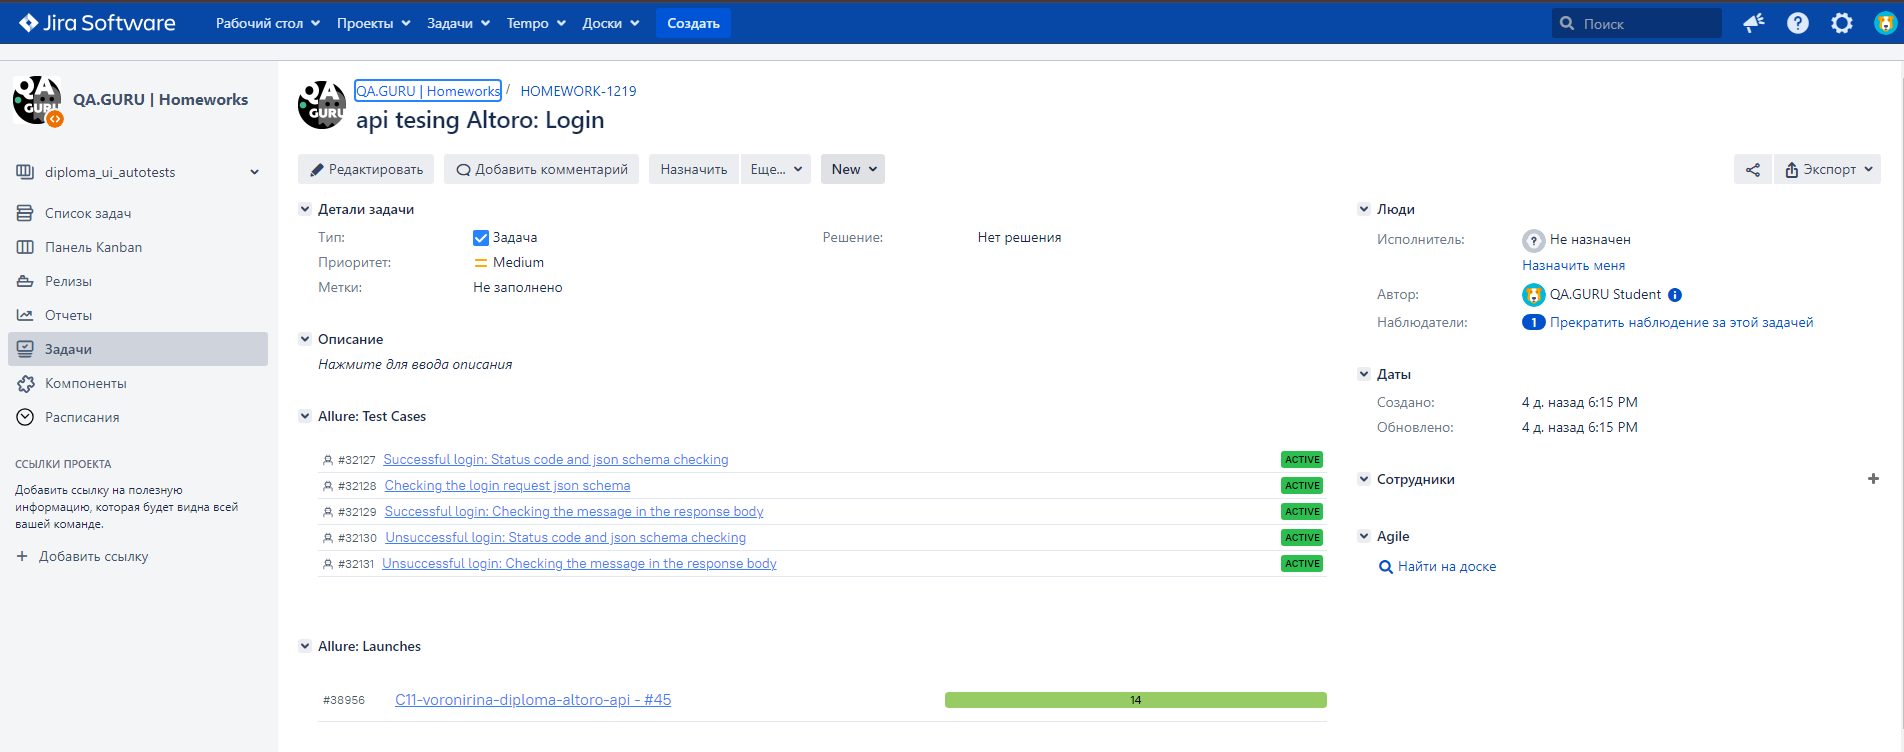 Jira Software Рабочий стол Проекты Задачи Tempo Доски Создать Поиск
QA GURU
QA.GURU | Homeworks
diploma_ui_autotests
Список задач
Панель Kanban
Релизы
Отчеты
Задачи
Компоненты
Расписания
ССЫЛКИ ПРОЕКТА
Добавить ссылку на полезную
информацию, которая будет видна всей
вашей команде.
+ Добавить ссылку
QA GURU
QA.GURU | Homeworks / HOMEWORK-1219
api tesing Altoro: Login
Редактировать Добавить комментарий Назначить Еще... New Экспорт
Детали задачи
Тип: Задача Решение: Нет решения
Приоритет: Medium
Метки: Не заполнено
Описание
Нажмите для ввода описания
Allure: Test Cases
#32127 Successful login: Status code and json schema checking ACTIVE
#32128 Checking the login request json schema ACTIVE
#32129 Successful login: Checking the message in the response body ACTIVE
#32130 Unsuccessful login: Status code and json schema checking ACTIVE
#32131 Unsuccessful login: Checking the message in the response body ACTIVE
Allure: Launches
#38956 C11-voronirina-diploma-altoro-api - #45 14
Люди
Исполнитель: Не назначен
Назначить меня
Автор: QA.GURU Student
Наблюдатели: 1 Прекратить наблюдение за этой задачей
Даты
Создано: 4 д. назад 6:15 PM
Обновлено: 4 д. назад 6:15 PM
Сотрудники +
Agile
Найти на доске